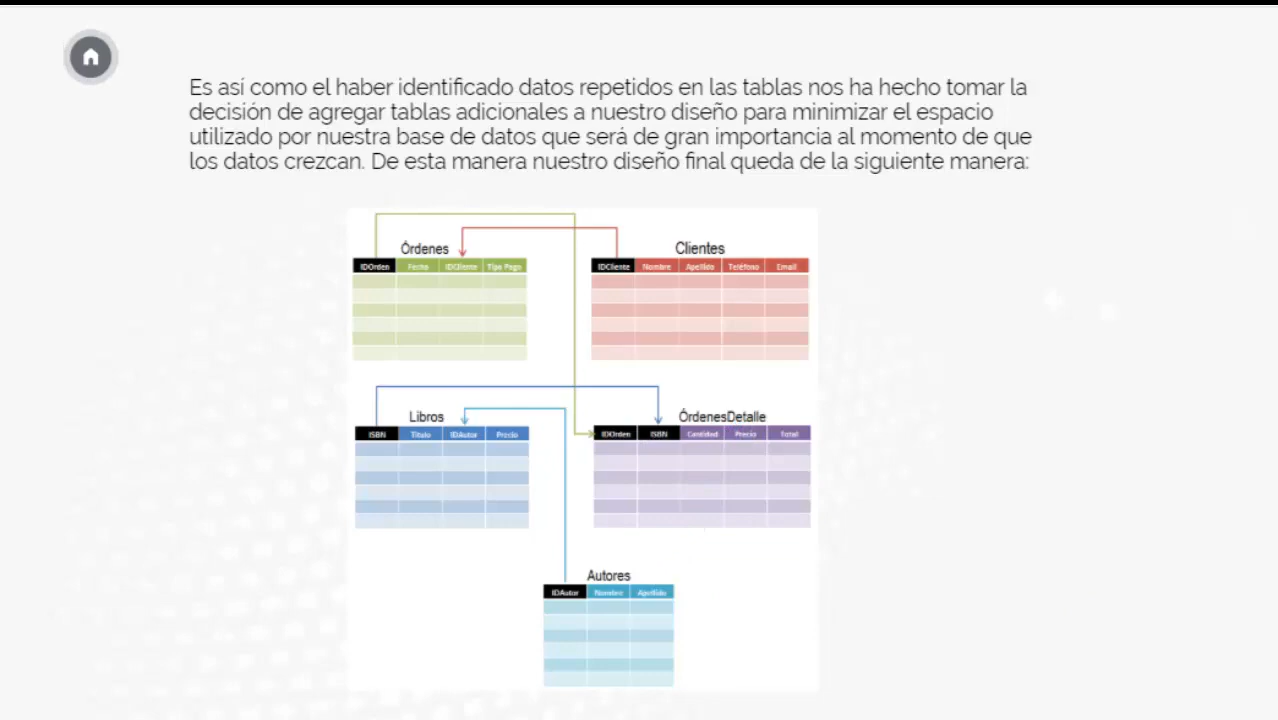 Es así como el haber identificado datos repetidos en las tablas nos ha hecho tomar la
decisión de agregar tablas adicionales a nuestro diseño para minimizar el espacio
utilizado por nuestra base de datos que será de gran importancia al momento de que
los datos crezcan. De esta manera nuestro diseño final queda de la siguiente manera:
Órdenes
IDOrden Fecha IDCliente Tipo Pago
Clientes
IDCliente Nombre Apellido Teléfono Email
Libros
ISBN Titulo IDAutor Precio
ÓrdenesDetalle
IDOrden ISBN Cantidad Precio Total
Autores
IDAutor Nombre Apellido